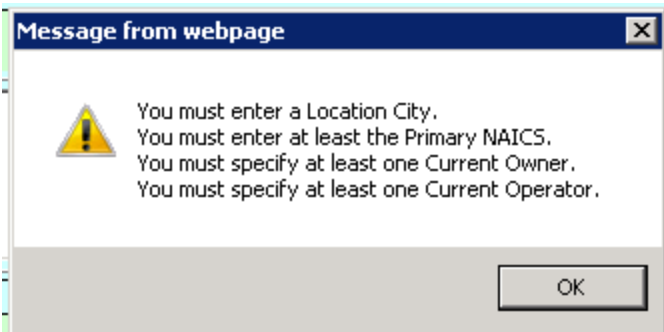 Message from webpage
You must enter a Location City.
You must enter at least the Primary NAICS.
You must specify at least one Current Owner.
You must specify at least one Current Operator.
OK